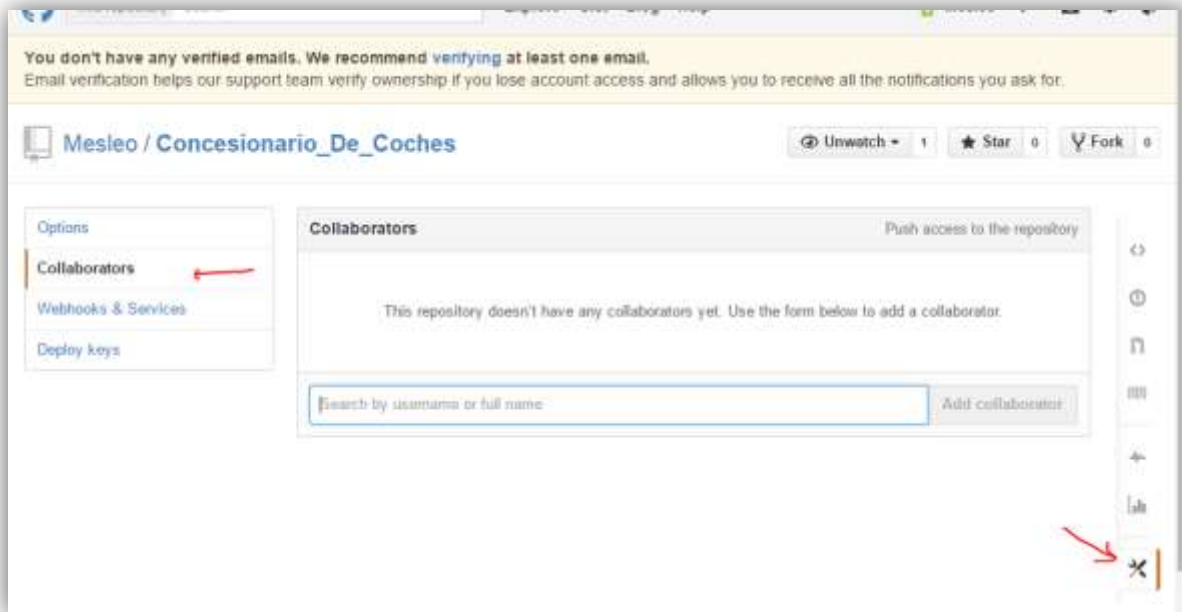 You don't have any verified emails. We recommend verifying at least one email.
Email verification helps our support team verify ownership if you lose account access and allows you to receive all the notifications you ask for.
Mesleo / Concesionario_De_Coches
Unwatch 1 Star 0 Fork 0
Options
Collaborators
Webhooks & Services
Deploy keys
Collaborators Push access to the repository
This repository doesn't have any collaborators yet. Use the form below to add a collaborator.
Search by username or full name Add collaborator